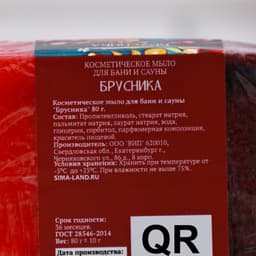 КОСМЕТИЧЕСКОЕ МЫЛО
ДЛЯ БАНИ И САУНЫ
БРУСНИКА
Косметическое мыло для бани и сауны
"Брусника" 80 г.
Состав: Пропиленгликоль, стеарат натрия,
пальмитат натрия, лаурат натрия, вода,
глицерин, сорбитол, парфюмерная композиция,
краситель пищевой.
Производитель: ООО "ВИП" 620010,
Свердловская обл., Екатеринбург г.,
Черняховского ул., 86 д., 8 корп.
Условия хранения: Хранить при температуре от
-5°С до +25°С. При влажности не выше 75%.
SIMA-LAND.RU
Срок годности:
36 месяцев.
ГОСТ 28546-2014
Вес: 80 г ± 10 г
Дата производства:
QR